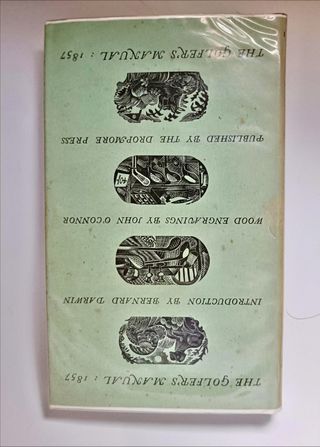 THE GOLFER'S MANUAL : 1857
INTRODUCTION BY BERNARD DARWIN
WOOD ENGRAVINGS BY JOHN O'CONNOR
PUBLISHED BY THE DROPMORE PRESS
THE GOLFER'S MANUAL : 1857